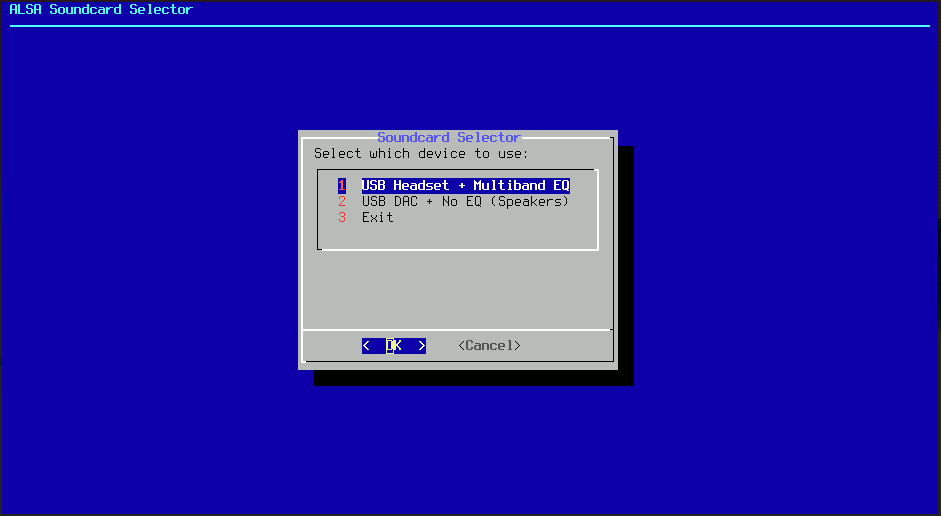 ALSA Soundcard Selector
Soundcard Selector
Select which device to use:
1 USB Headset + Multiband EQ
2 USB DAC + No EQ (Speakers)
3 Exit
< OK > <Cancel>